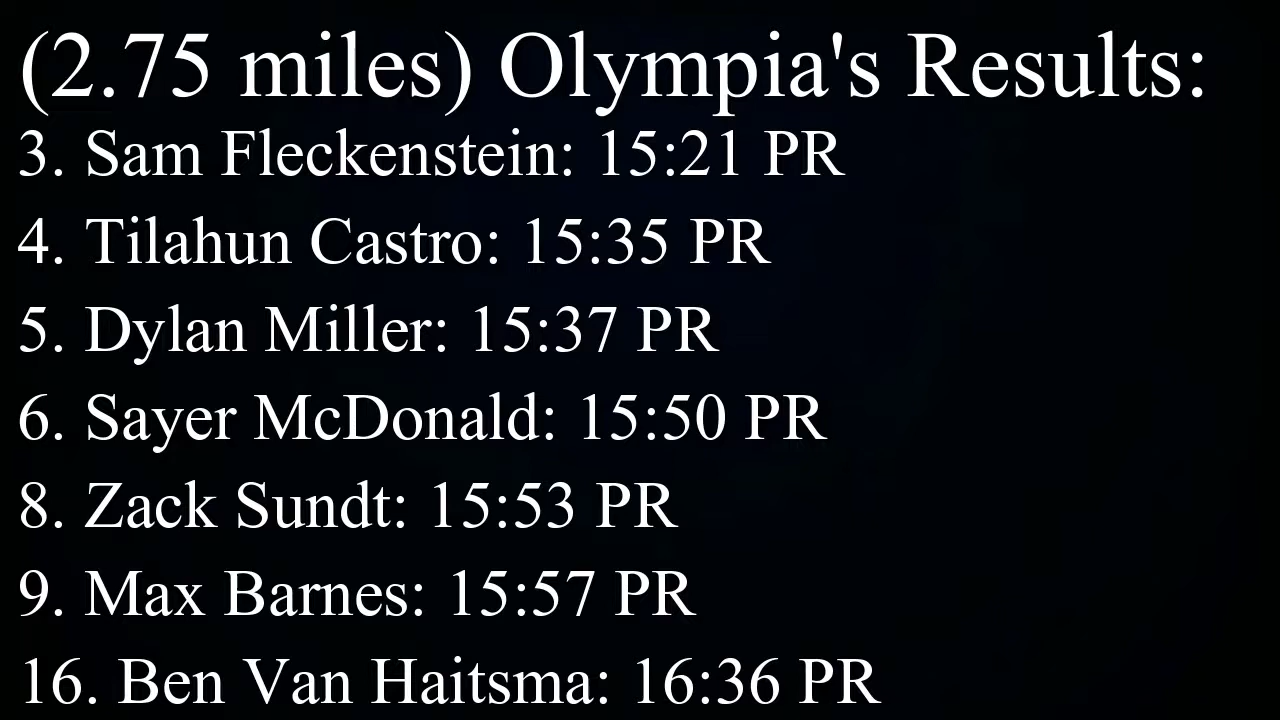 (2.75 miles) Olympia's Results:
3. Sam Fleckenstein: 15:21 PR
4. Tilahun Castro: 15:35 PR
5. Dylan Miller: 15:37 PR
6. Sayer McDonald: 15:50 PR
8. Zack Sundt: 15:53 PR
9. Max Barnes: 15:57 PR
16. Ben Van Haitsma: 16:36 PR